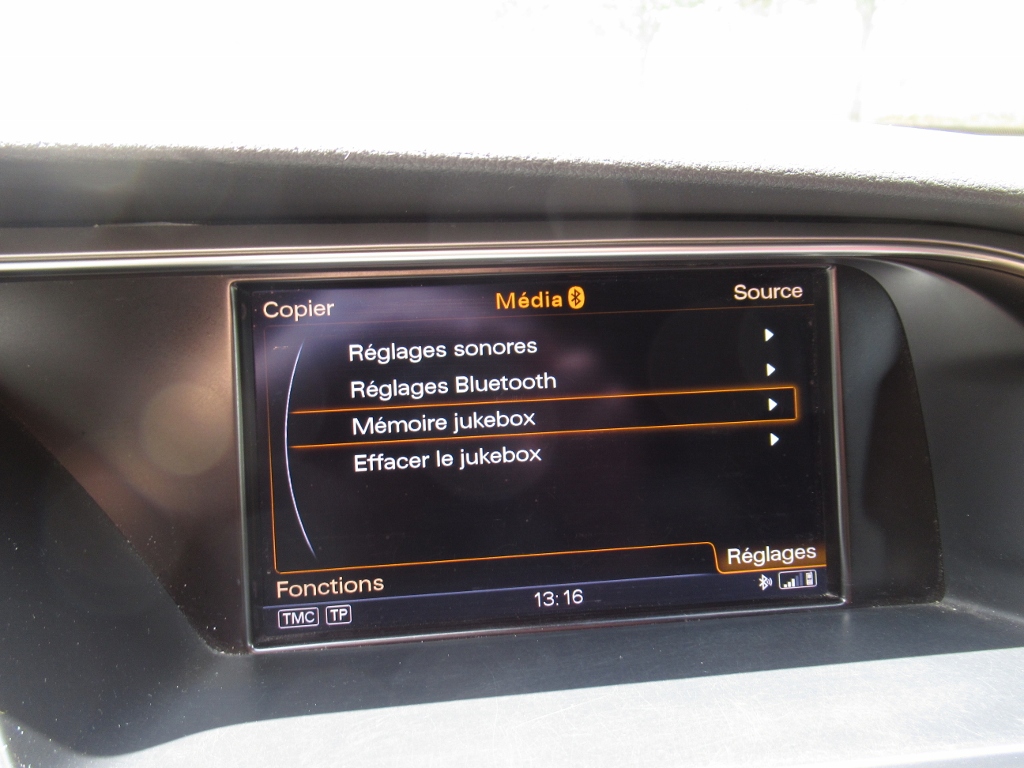 Copier
Média
Source
Réglages sonores
Réglages Bluetooth
Mémoire jukebox
Effacer le jukebox
Réglages
Fonctions
TMC TP
13:16